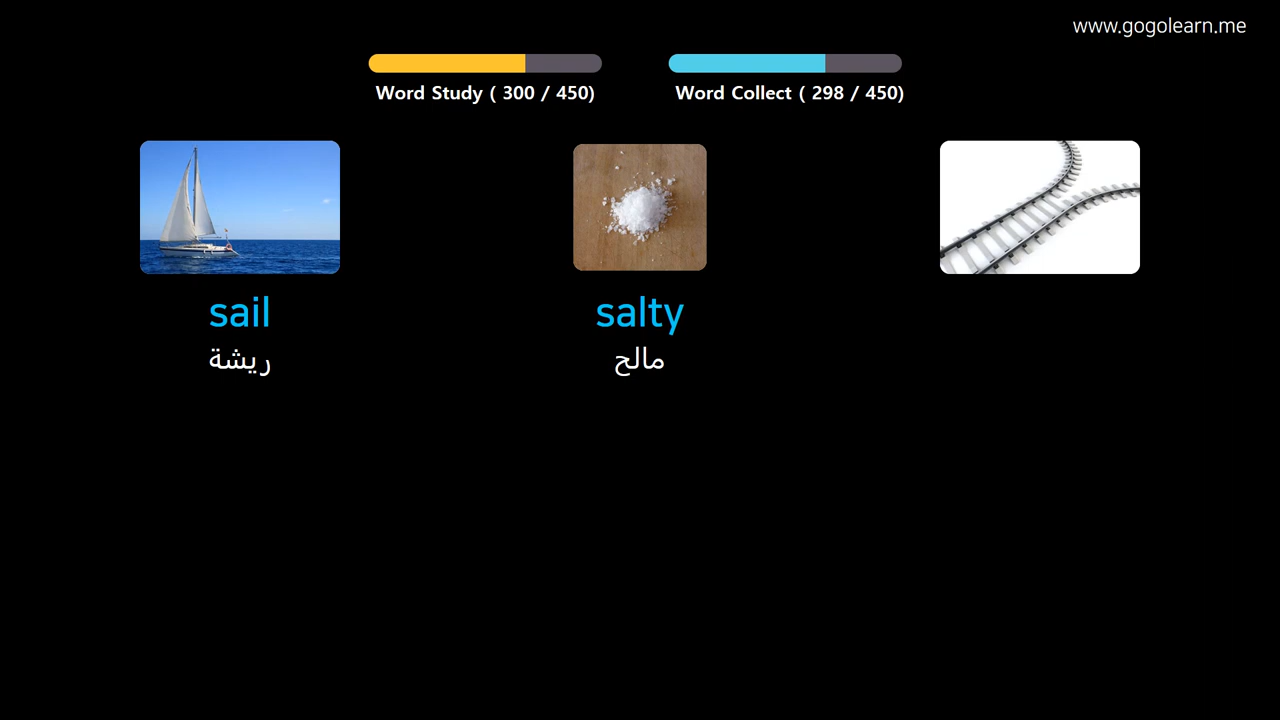 www.gogolearn.me
Word Study ( 300 / 450)
Word Collect ( 298 / 450)
sail
salty
ريشة
مالح